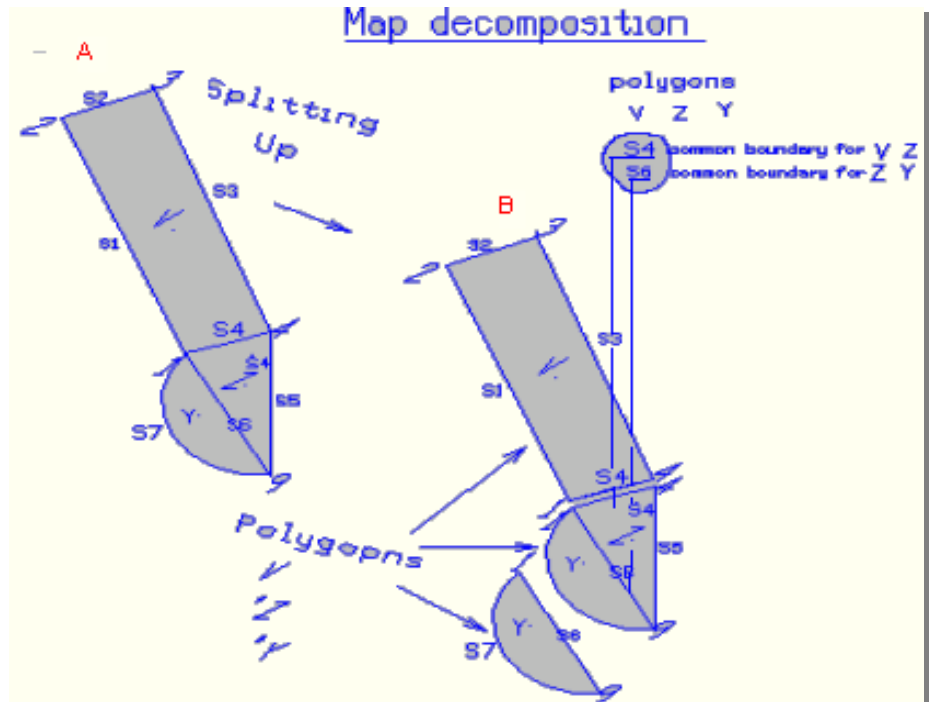 Map decomposition
A
S2
Splitting
Up
S3
S1
S4
S4
S5
Y
S6
S7
polygons
V Z Y
S4 common boundary for V Z
S6 common boundary for Z Y
B
S2
S3
S1
S4
S4
S5
Y
S6
Polygopns
Y
S6
S7